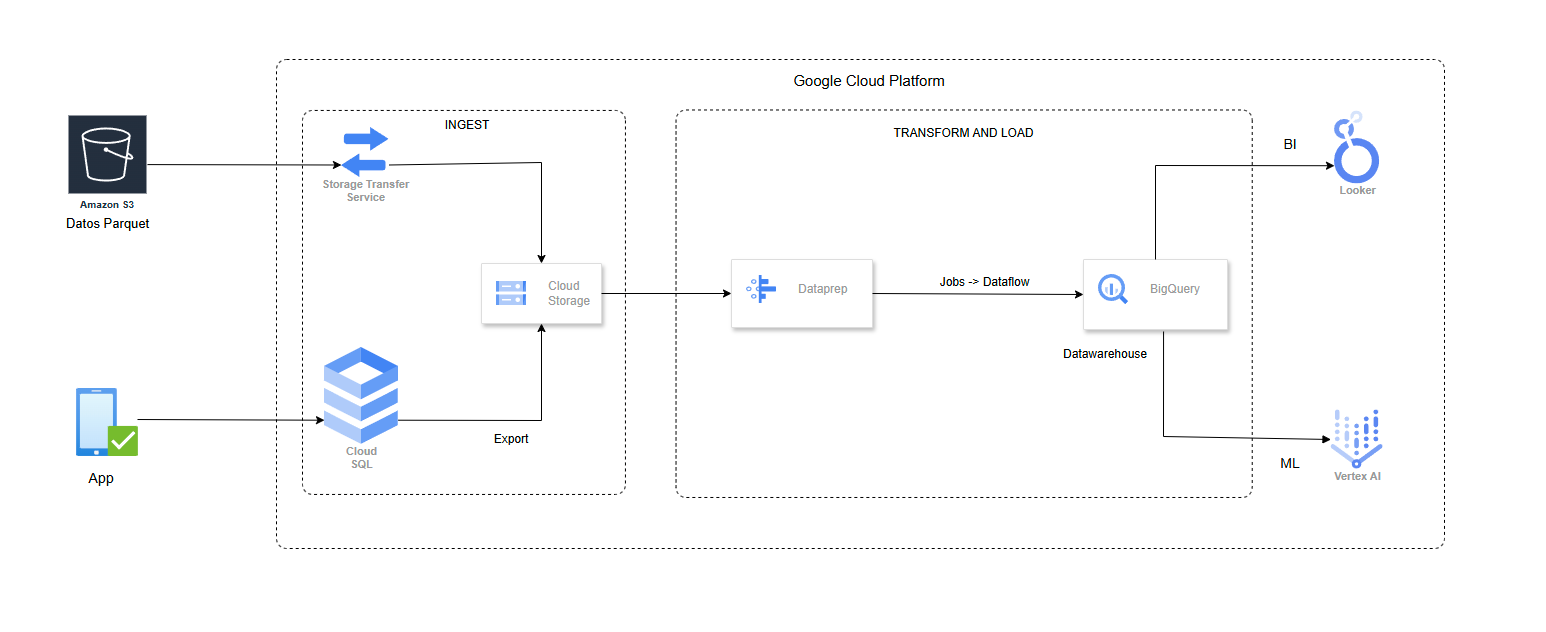 Google Cloud Platform
INGEST
TRANSFORM AND LOAD
Amazon S3
Datos Parquet
Storage Transfer
Service
BI
Looker
Cloud
Storage
Dataprep
Jobs -> Dataflow
BigQuery
Datawarehouse
App
Cloud
SQL
Export
ML
Vertex AI